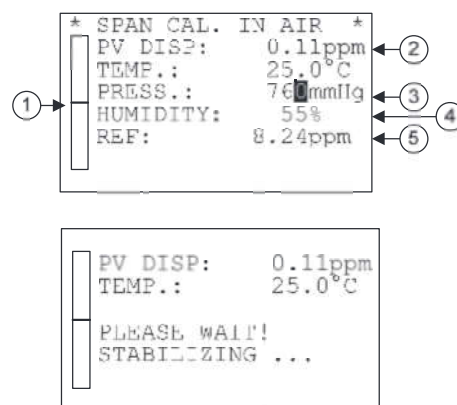 * SPAN CAL. IN AIR *
PV DISP: 0.11ppm 2
TEMP.: 25.0°C
PRESS.: 760mmHg 3
1
HUMIDITY: 55% 4
REF: 8.24ppm 5
PV DISP: 0.11ppm
TEMP.: 25.0°C
PLEASE WAIT!
STABILIZING ...